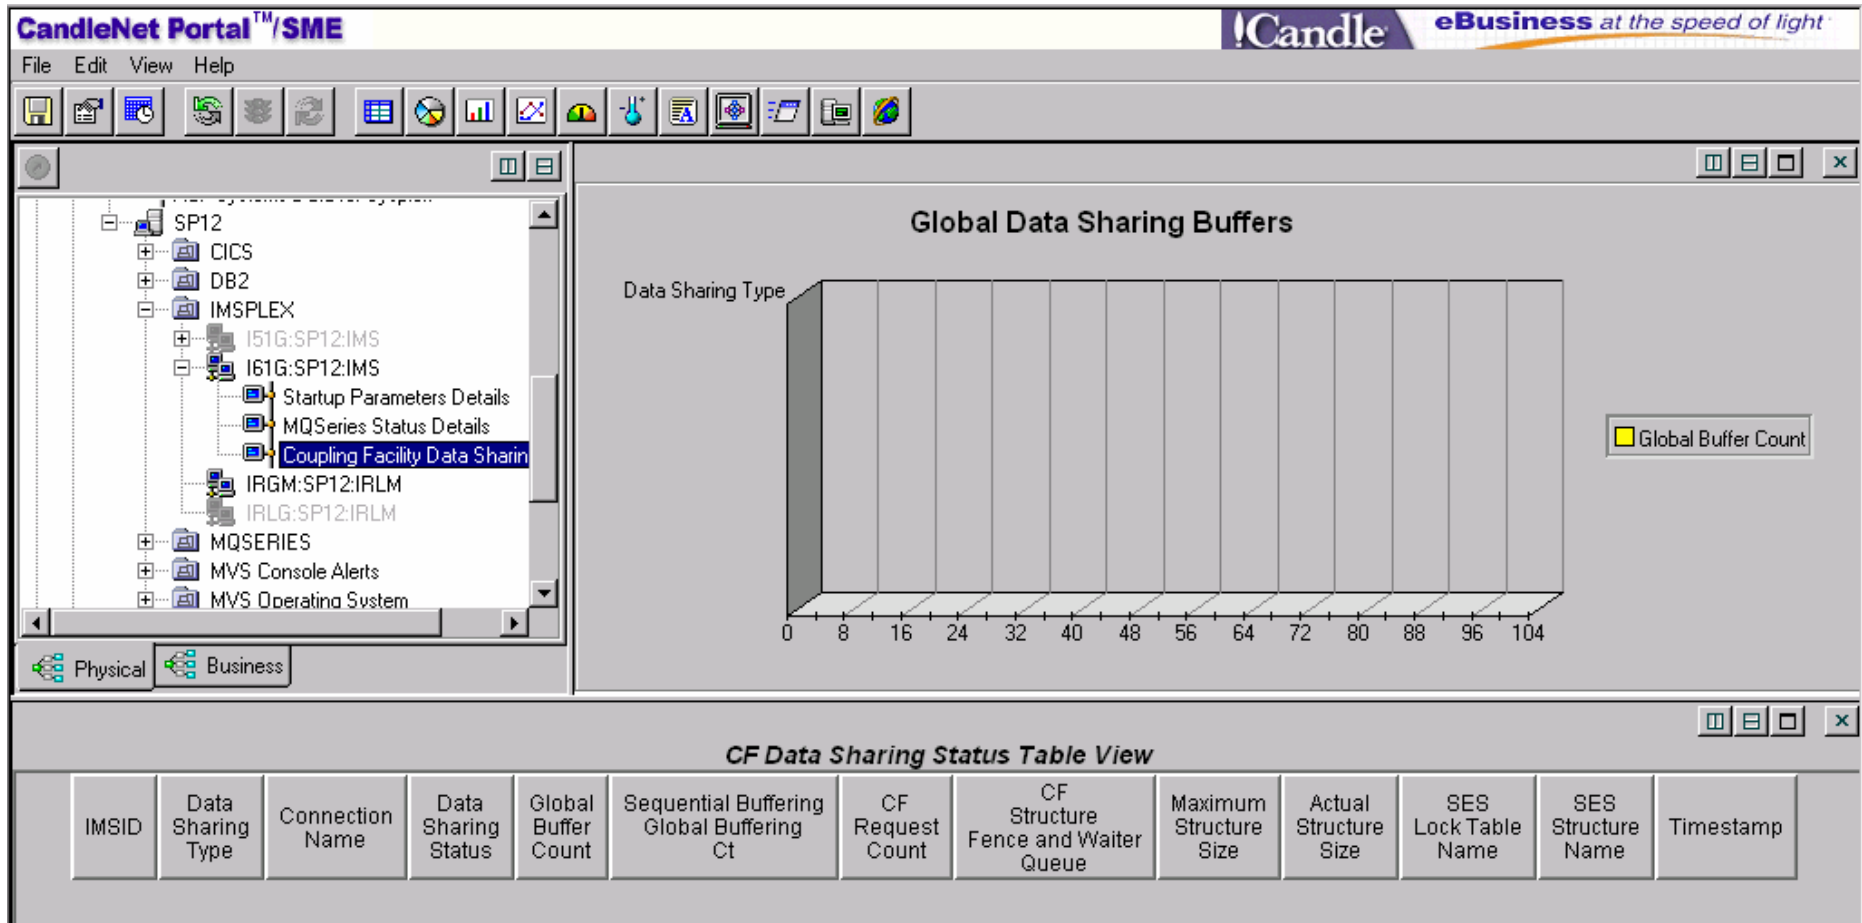 CandleNet Portal™/SME
!Candle
eBusiness at the speed of light
File Edit View Help
SP12
CICS
DB2
IMSPLEX
I51G:SP12:IMS
I61G:SP12:IMS
Startup Parameters Details
MQSeries Status Details
Coupling Facility Data Sharin
IRGM:SP12:IRLM
IRLG:SP12:IRLM
MQSERIES
MVS Console Alerts
MVS Operating System
Physical
Business
Global Data Sharing Buffers
Data Sharing Type
0 8 16 24 32 40 48 56 64 72 80 88 96 104
Global Buffer Count
CF Data Sharing Status Table View
IMSID
Data
Sharing
Type
Connection
Name
Data
Sharing
Status
Global
Buffer
Count
Sequential Buffering
Global Buffering
Ct
CF
Request
Count
CF
Structure
Fence and Waiter
Queue
Maximum
Structure
Size
Actual
Structure
Size
SES
Lock Table
Name
SES
Structure
Name
Timestamp